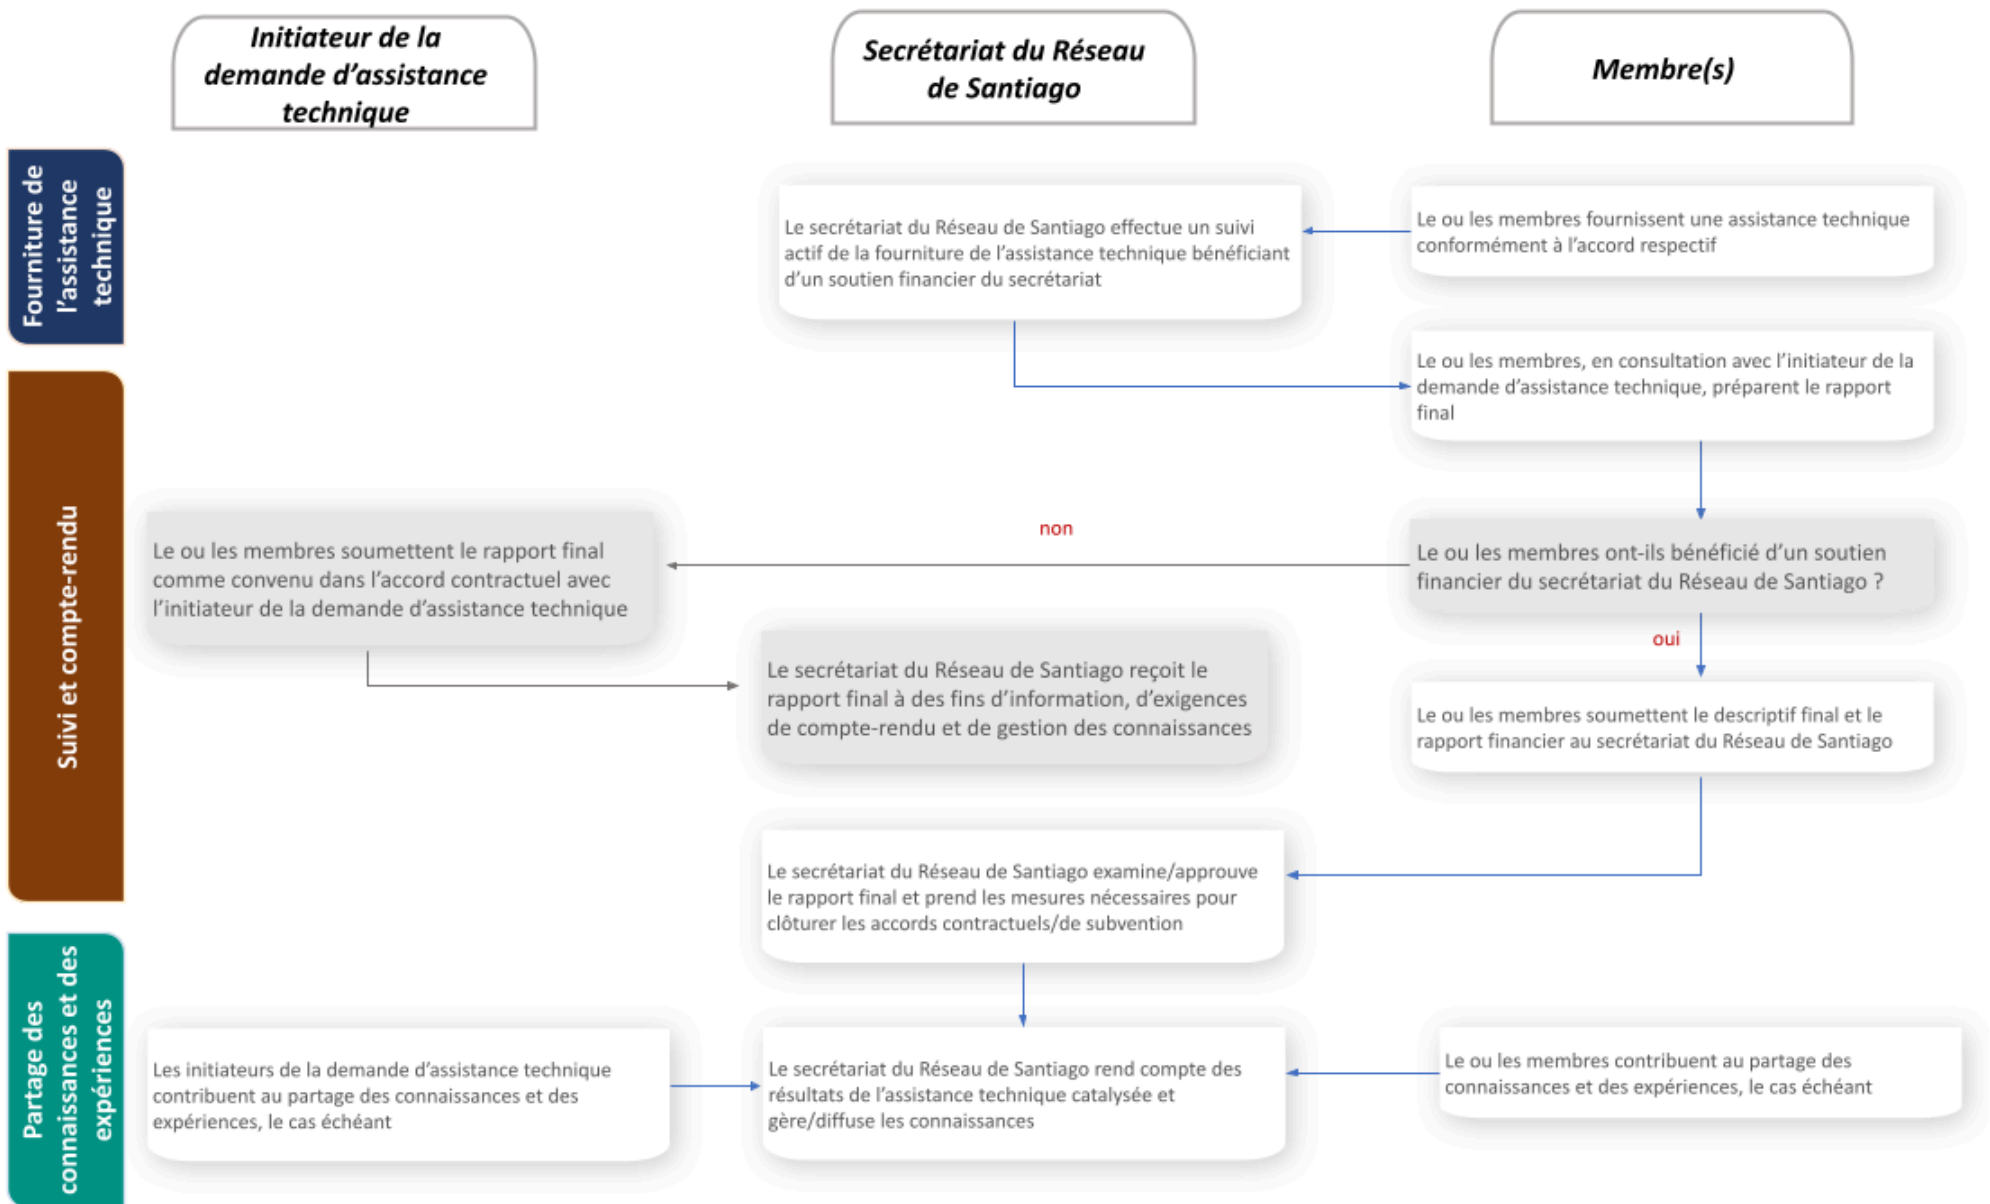 Initiateur de la
demande d'assistance
technique
Secrétariat du Réseau
de Santiago
Membre(s)
Fourniture de
l'assistance
technique
Le secrétariat du Réseau de Santiago effectue un suivi
actif de la fourniture de l'assistance technique bénéficiant
d'un soutien financier du secrétariat
Le ou les membres fournissent une assistance technique
conformément à l'accord respectif
Le ou les membres, en consultation avec l'initiateur de la
demande d'assistance technique, préparent le rapport
final
Suivi et compte-rendu
Le ou les membres soumettent le rapport final
comme convenu dans l'accord contractuel avec
l'initiateur de la demande d'assistance technique
non
Le ou les membres ont-ils bénéficié d'un soutien
financier du secrétariat du Réseau de Santiago ?
oui
Le secrétariat du Réseau de Santiago reçoit le
rapport final à des fins d'information, d'exigences
de compte-rendu et de gestion des connaissances
Le ou les membres soumettent le descriptif final et le
rapport financier au secrétariat du Réseau de Santiago
Le secrétariat du Réseau de Santiago examine/approuve
le rapport final et prend les mesures nécessaires pour
clôturer les accords contractuels/de subvention
Partage des
connaissances et des
expériences
Les initiateurs de la demande d'assistance technique
contribuent au partage des connaissances et des
expériences, le cas échéant
Le secrétariat du Réseau de Santiago rend compte des
résultats de l'assistance technique catalysée et
gère/diffuse les connaissances
Le ou les membres contribuent au partage des
connaissances et des expériences, le cas échéant